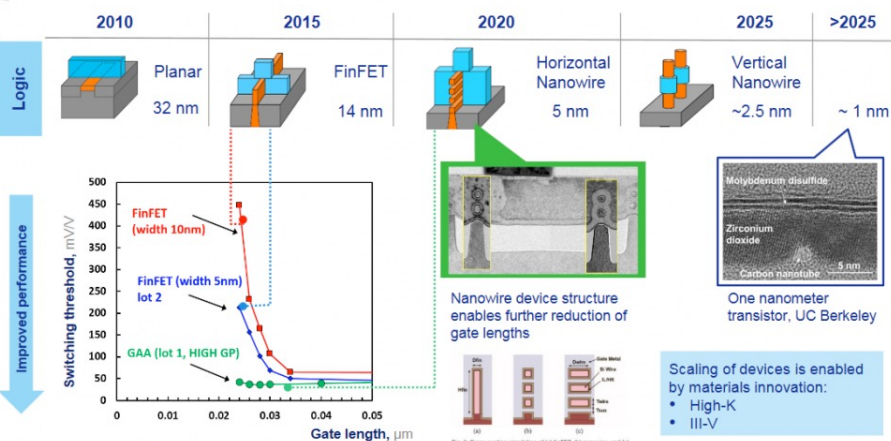 2010
2015
2020
2025
>2025
Logic
Planar
32 nm
FinFET
14 nm
Horizontal
Nanowire
5 nm
Vertical
Nanowire
~2.5 nm
~ 1 nm
Improved performance
Switching threshold, mV/V
500
450
400
350
300
250
200
150
100
50
0
FinFET
(width 10nm)
FinFET (width 5nm)
lot 2
GAA (lot 1, HIGH GP)
0
0.01
0.02
0.03
0.04
0.05
Gate length, µm
Nanowire device structure
enables further reduction of
gate lengths
Gate Metal
Si Wire
(a)
(b)
(c)
Molybdenum disulfide
Zirconium
dioxide
Carbon nanotube
5 nm
One nanometer
transistor, UC Berkeley
Scaling of devices is enabled
by materials innovation:
• High-K
• III-V